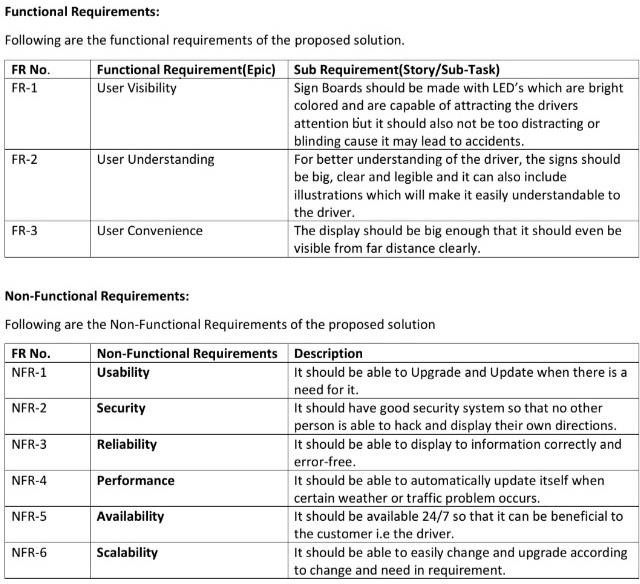 Functional Requirements:
Following are the functional requirements of the proposed solution.
FR No. Functional Requirement(Epic) Sub Requirement(Story/Sub-Task)
FR-1 User Visibility Sign Boards should be made with LED's which are bright
colored and are capable of attracting the drivers
attention but it should also not be too distracting or
blinding cause it may lead to accidents.
FR-2 User Understanding For better understanding of the driver, the signs should
be big, clear and legible and it can also include
illustrations which will make it easily understandable to
the driver.
FR-3 User Convenience The display should be big enough that it should even be
visible from far distance clearly.
Non-Functional Requirements:
Following are the Non-Functional Requirements of the proposed solution
FR No. Non-Functional Requirements Description
NFR-1 Usability It should be able to Upgrade and Update when there is a
need for it.
NFR-2 Security It should have good security system so that no other
person is able to hack and display their own directions.
NFR-3 Reliability It should be able to display to information correctly and
error-free.
NFR-4 Performance It should be able to automatically update itself when
certain weather or traffic problem occurs.
NFR-5 Availability It should be available 24/7 so that it can be beneficial to
the customer i.e the driver.
NFR-6 Scalability It should be able to easily change and upgrade according
to change and need in requirement.